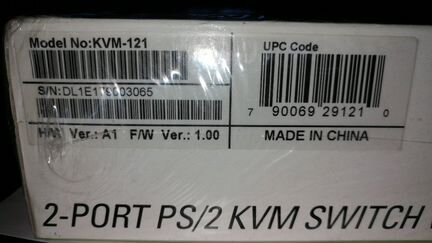 Model No:KVM-121
UPC Code
S/N:DL1E119003065
7 90069 29121 0
H/W Ver.: A1 F/W Ver.: 1.00
MADE IN CHINA
2-PORT PS/2 KVM SWITCH